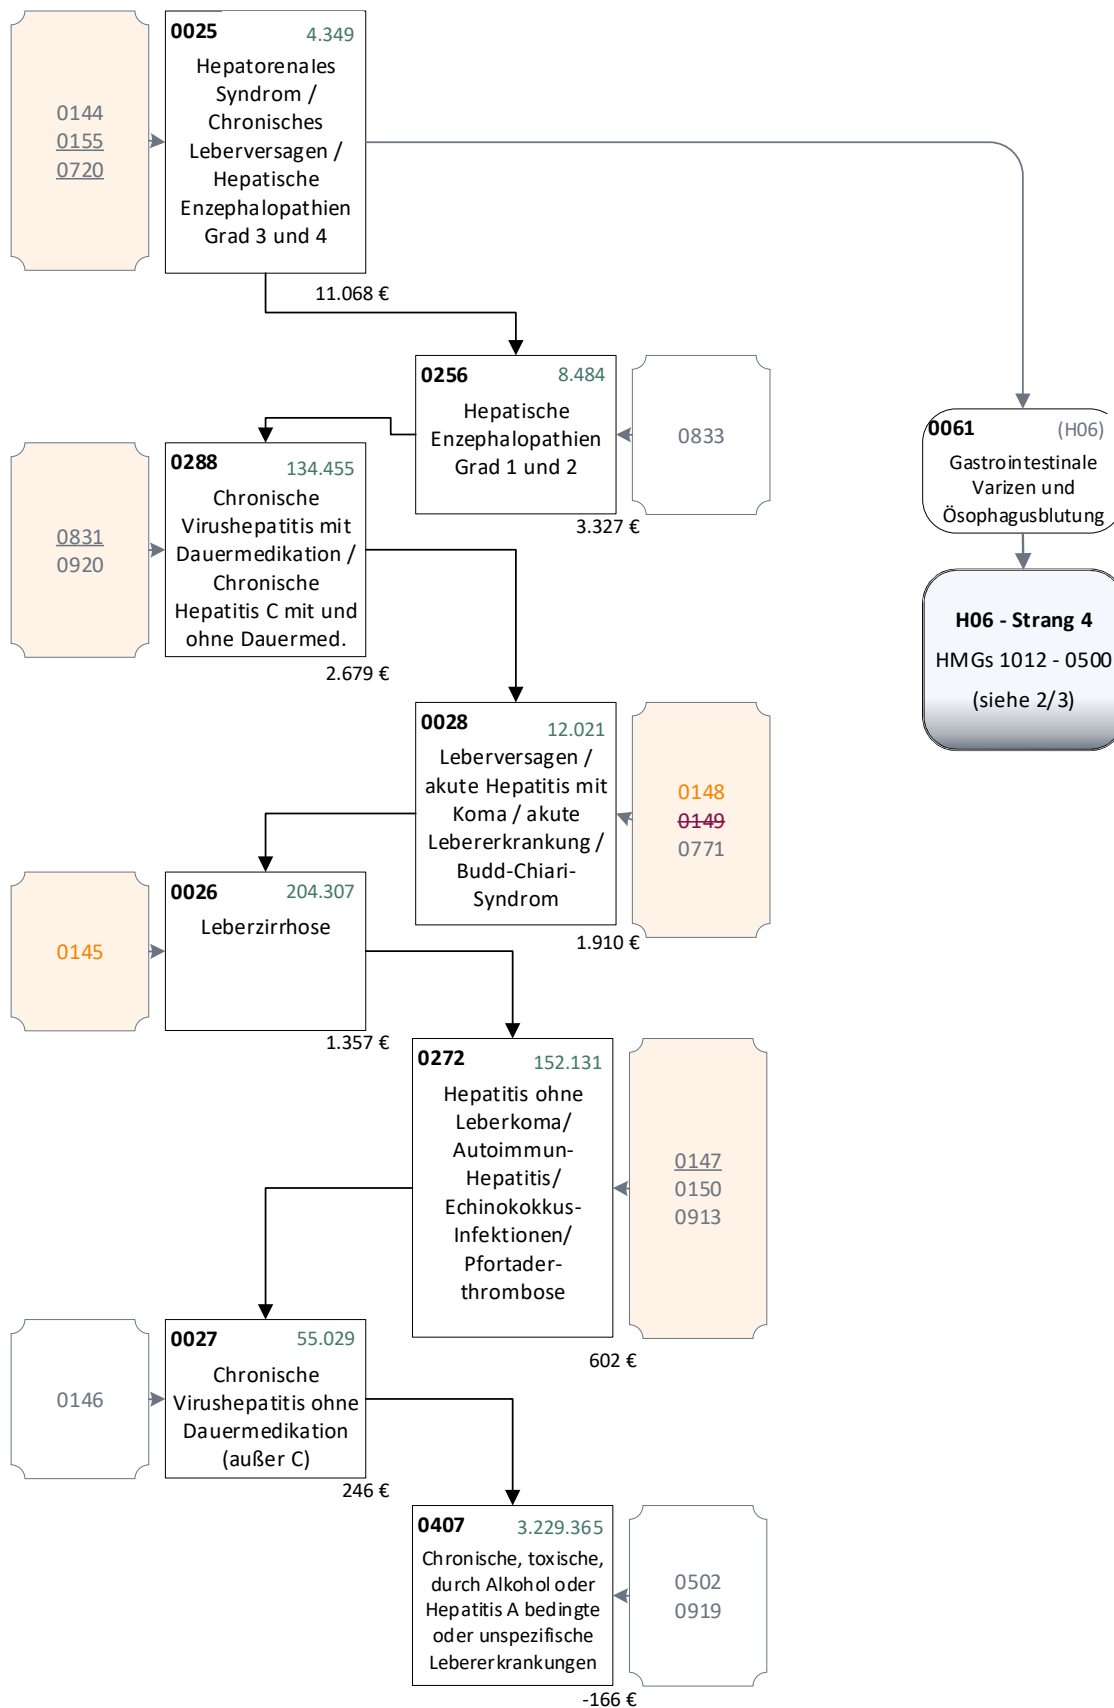 0025 4.349
Hepatorenales
Syndrom /
Chronisches
Leberversagen /
Hepatische
Enzephalopathien
Grad 3 und 4
0144
0155
0720
11.068 €
0256 8.484
Hepatische
Enzephalopathien
Grad 1 und 2
0833
3.327 €
0061 (H06)
Gastrointestinale
Varizen und
Ösophagusblutung
H06 - Strang 4
HMGs 1012 - 0500
(siehe 2/3)
0288 134.455
Chronische
Virushepatitis mit
Dauermedikation /
Chronische
Hepatitis C mit und
ohne Dauermed.
0831
0920
2.679 €
0028 12.021
Leberversagen /
akute Hepatitis mit
Koma / akute
Lebererkrankung /
Budd-Chiari-
Syndrom
0148
0149
0771
1.910 €
0026 204.307
Leberzirrhose
0145
1.357 €
0272 152.131
Hepatitis ohne
Leberkoma/
Autoimmun-
Hepatitis/
Echinokokkus-
Infektionen/
Pfortader-
thrombose
0147
0150
0913
602 €
0027 55.029
Chronische
Virushepatitis ohne
Dauermedikation
(außer C)
0146
246 €
0407 3.229.365
Chronische, toxische,
durch Alkohol oder
Hepatitis A bedingte
oder unspezifische
Lebererkrankungen
0502
0919
-166 €